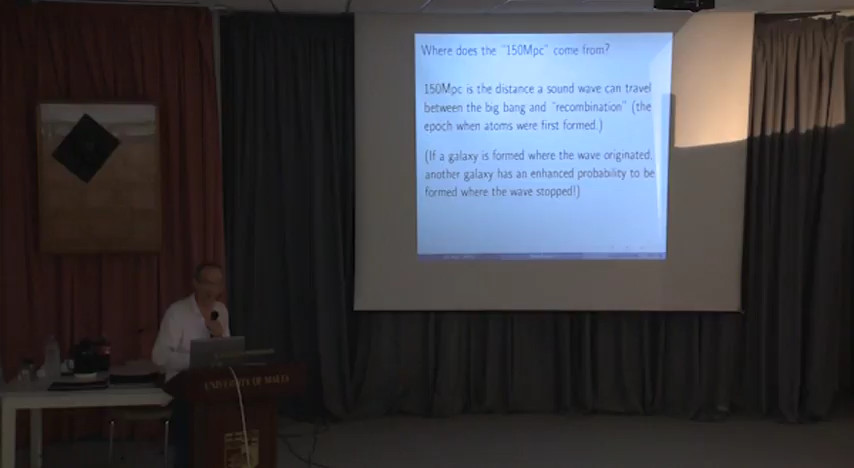 Where does the "150Mpc" come from?
150Mpc is the distance a sound wave can travel
between the big bang and "recombination" (the
epoch when atoms were first formed.)
(If a galaxy is formed where the wave originated,
another galaxy has an enhanced probability to be
formed where the wave stopped!)
UNIVERSITY OF MALTA